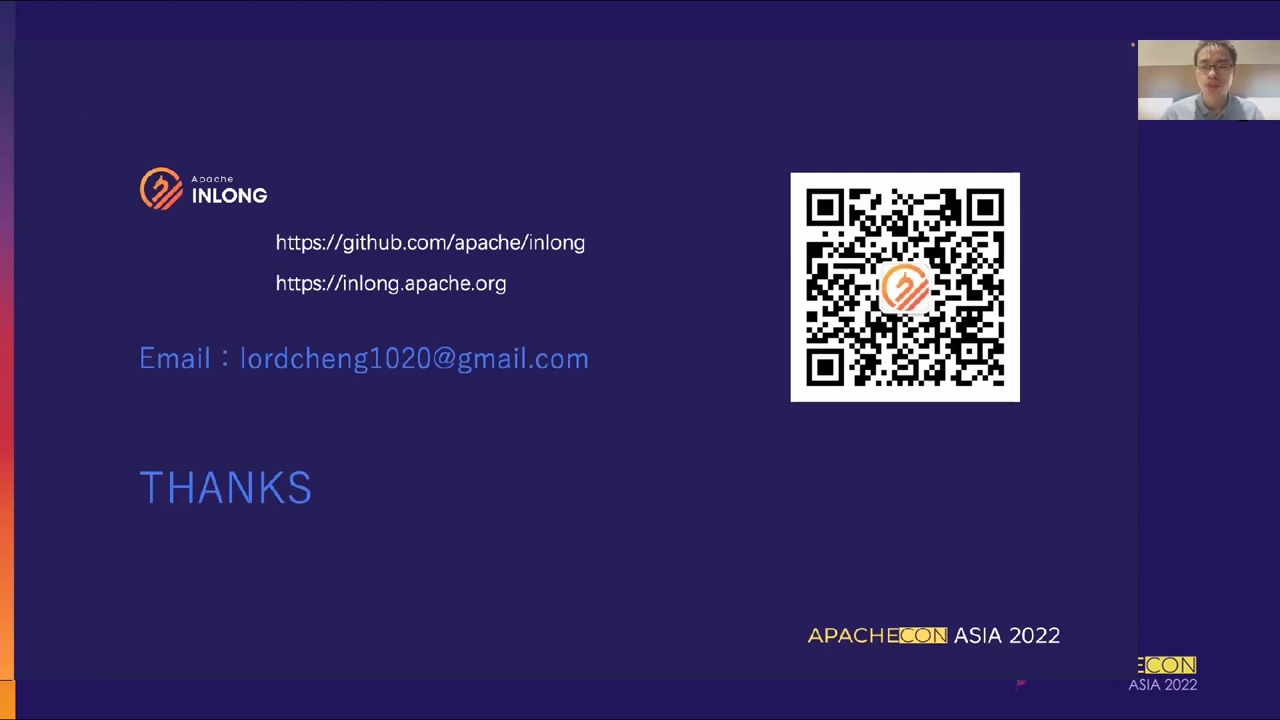 Apache
INLONG
https://github.com/apache/inlong
https://inlong.apache.org
Email：lordcheng1020@gmail.com
THANKS
APACHECON ASIA 2022
ECON
ASIA 2022